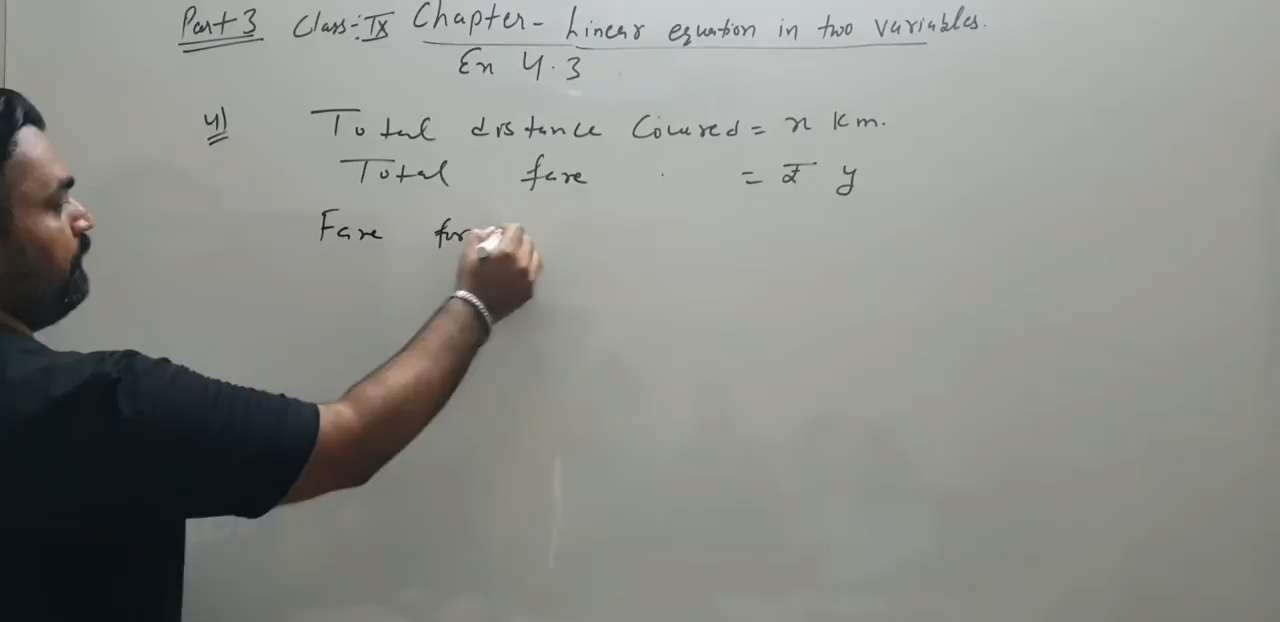 Part 3 Class:- IX Chapter - Linear equation in two variables.
Ex 4.3
4) Total distance Covered = x km.
Total fare = ₹ y
Fare for